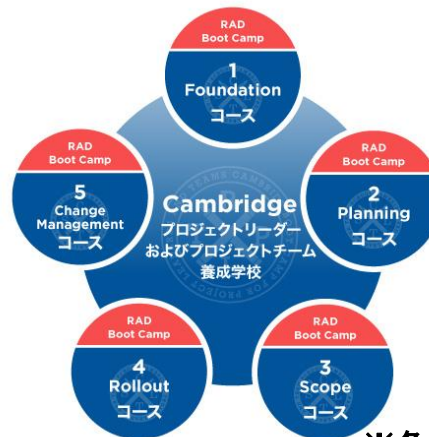 RAD
Boot Camp
1
Foundation
コース
RAD
Boot Camp
5
Change
Management
コース
Cambridge
プロジェクトリーダー
およびプロジェクトチーム
養成学校
RAD
Boot Camp
2
Planning
コース
RAD
Boot Camp
4
Rollout
コース
RAD
Boot Camp
3
Scope
コース